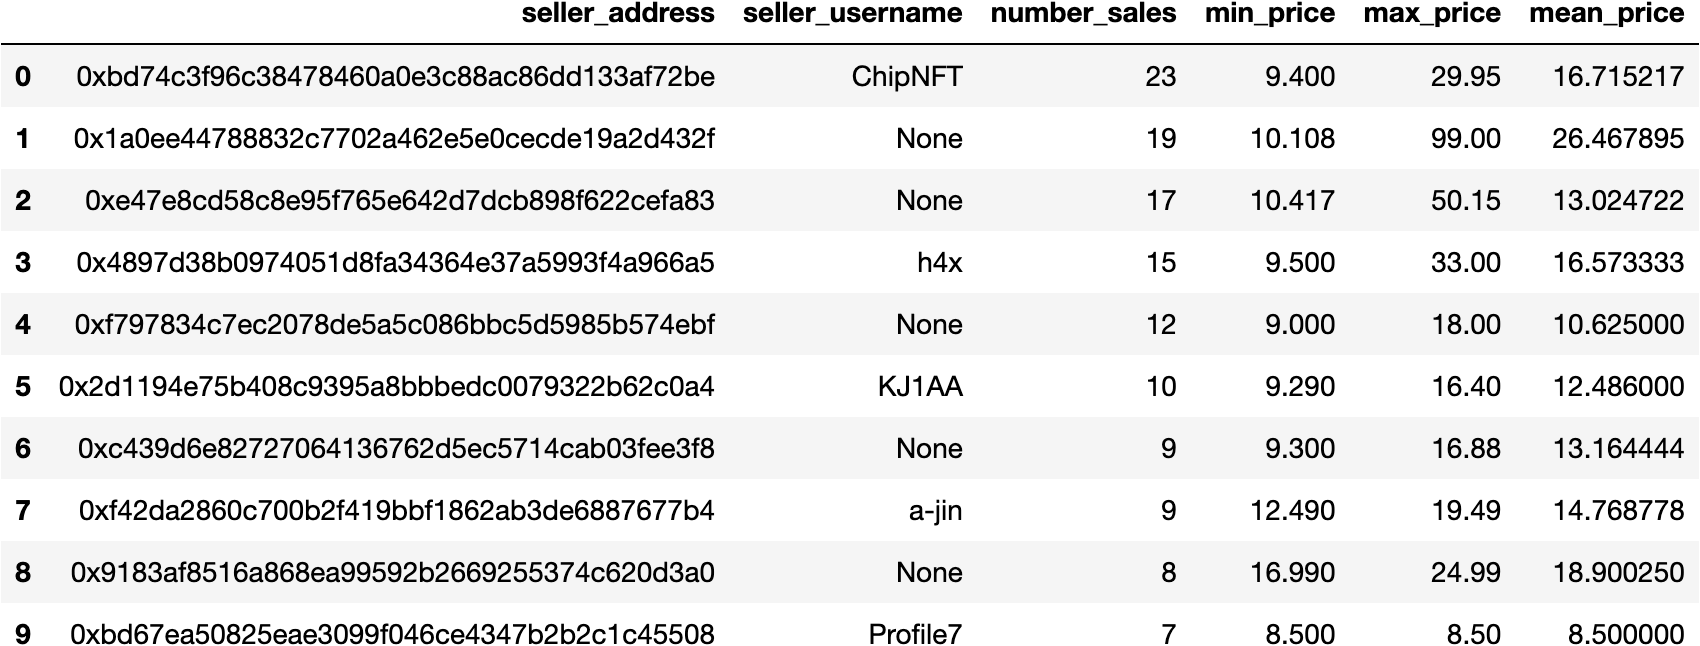 seller_address seller_username number_sales min_price max_price mean_price
0 0xbd74c3f96c38478460a0e3c88ac86dd133af72be ChipNFT 23 9.400 29.95 16.715217
1 0x1a0ee44788832c7702a462e5e0cecde19a2d432f None 19 10.108 99.00 26.467895
2 0xe47e8cd58c8e95f765e642d7dcb898f622cefa83 None 17 10.417 50.15 13.024722
3 0x4897d38b0974051d8fa34364e37a5993f4a966a5 h4x 15 9.500 33.00 16.573333
4 0xf797834c7ec2078de5a5c086bbc5d5985b574ebf None 12 9.000 18.00 10.625000
5 0x2d1194e75b408c9395a8bbbedc0079322b62c0a4 KJ1AA 10 9.290 16.40 12.486000
6 0xc439d6e82727064136762d5ec5714cab03fee3f8 None 9 9.300 16.88 13.164444
7 0xf42da2860c700b2f419bbf1862ab3de6887677b4 a-jin 9 12.490 19.49 14.768778
8 0x9183af8516a868ea99592b2669255374c620d3a0 None 8 16.990 24.99 18.900250
9 0xbd67ea50825eae3099f046ce4347b2b2c1c45508 Profile7 7 8.500 8.50 8.500000